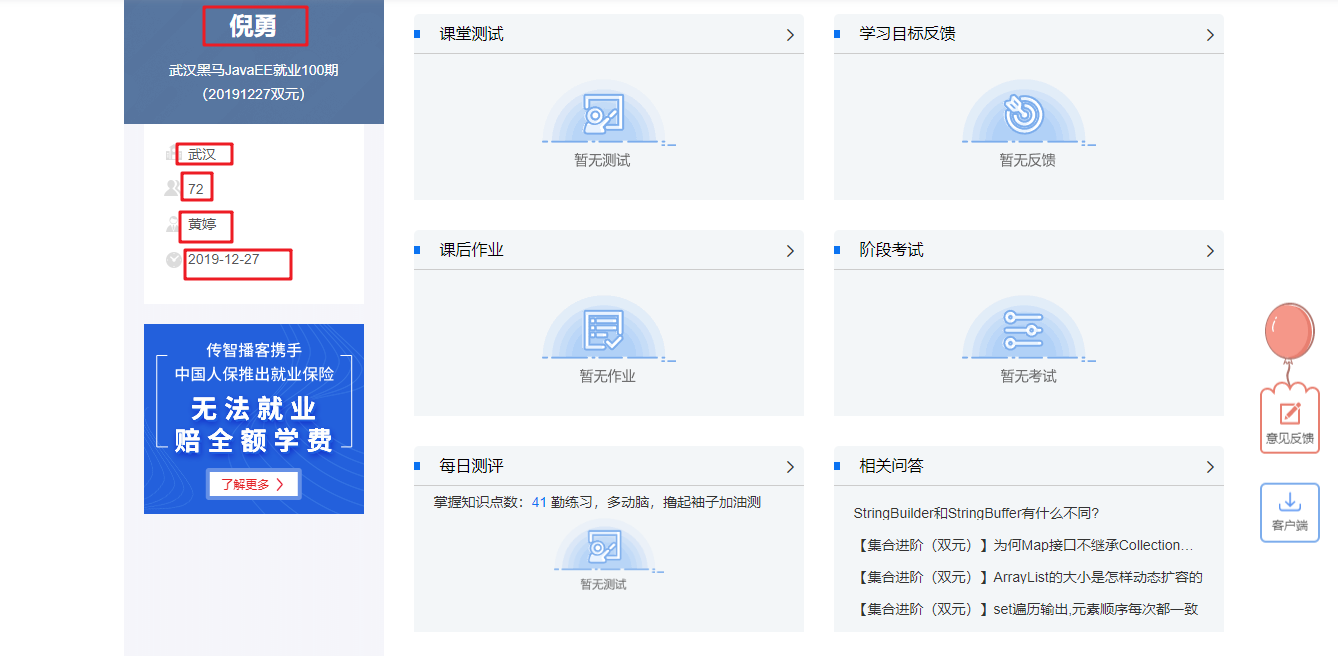 倪勇
武汉黑马JavaEE就业100期
（20191227双元）
武汉
72
黄婷
2019-12-27
传智播客携手
中国人保推出就业保险
无法就业
赔全额学费
了解更多
课堂测试
暂无测试
学习目标反馈
暂无反馈
课后作业
暂无作业
阶段考试
暂无考试
每日测评
掌握知识点数：41 勤练习，多动脑，撸起袖子加油测
暂无测试
相关问答
StringBuilder和StringBuffer有什么不同?
【集合进阶（双元）】为何Map接口不继承Collection…
【集合进阶（双元）】ArrayList的大小是怎样动态扩容的
【集合进阶（双元）】set遍历输出,元素顺序每次都一致
意见反馈
客户端